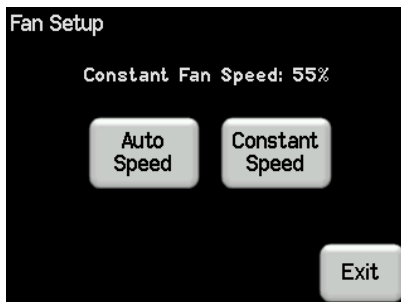 Fan Setup
Constant Fan Speed: 55%
Auto
Speed
Constant
Speed
Exit